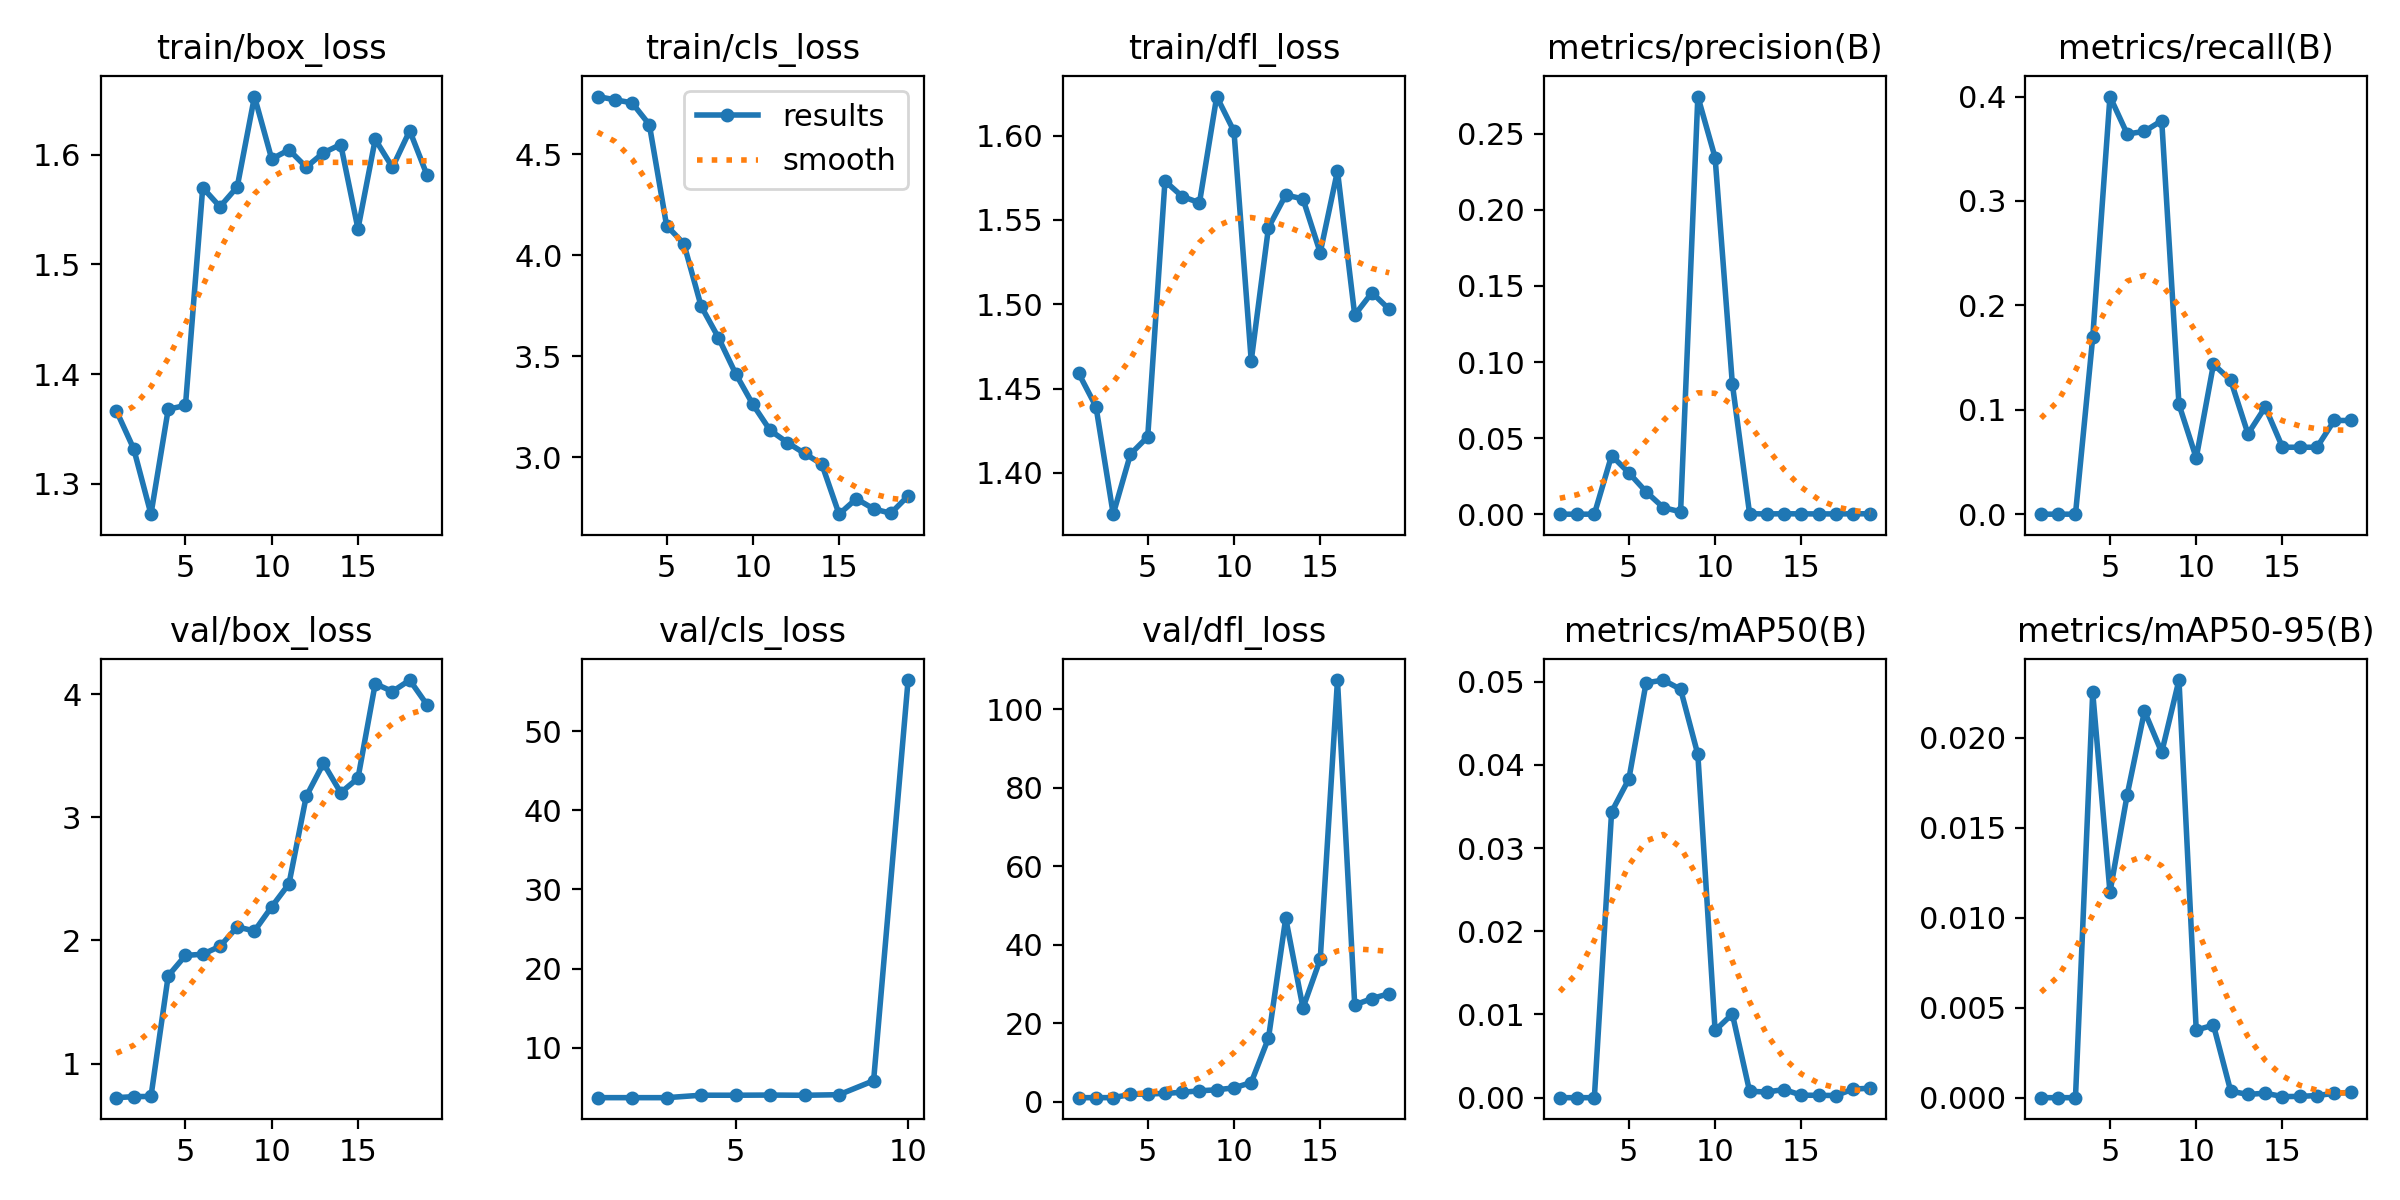 train/box_loss
1.6
1.5
1.4
1.3
5 10 15
train/cls_loss
results
smooth
4.5
4.0
3.5
3.0
5 10 15
train/dfl_loss
1.60
1.55
1.50
1.45
1.40
5 10 15
metrics/precision(B)
0.25
0.20
0.15
0.10
0.05
0.00
5 10 15
metrics/recall(B)
0.4
0.3
0.2
0.1
0.0
5 10 15
val/box_loss
4
3
2
1
5 10 15
val/cls_loss
50
40
30
20
10
5 10
val/dfl_loss
100
80
60
40
20
0
5 10 15
metrics/mAP50(B)
0.05
0.04
0.03
0.02
0.01
0.00
5 10 15
metrics/mAP50-95(B)
0.020
0.015
0.010
0.005
0.000
5 10 15